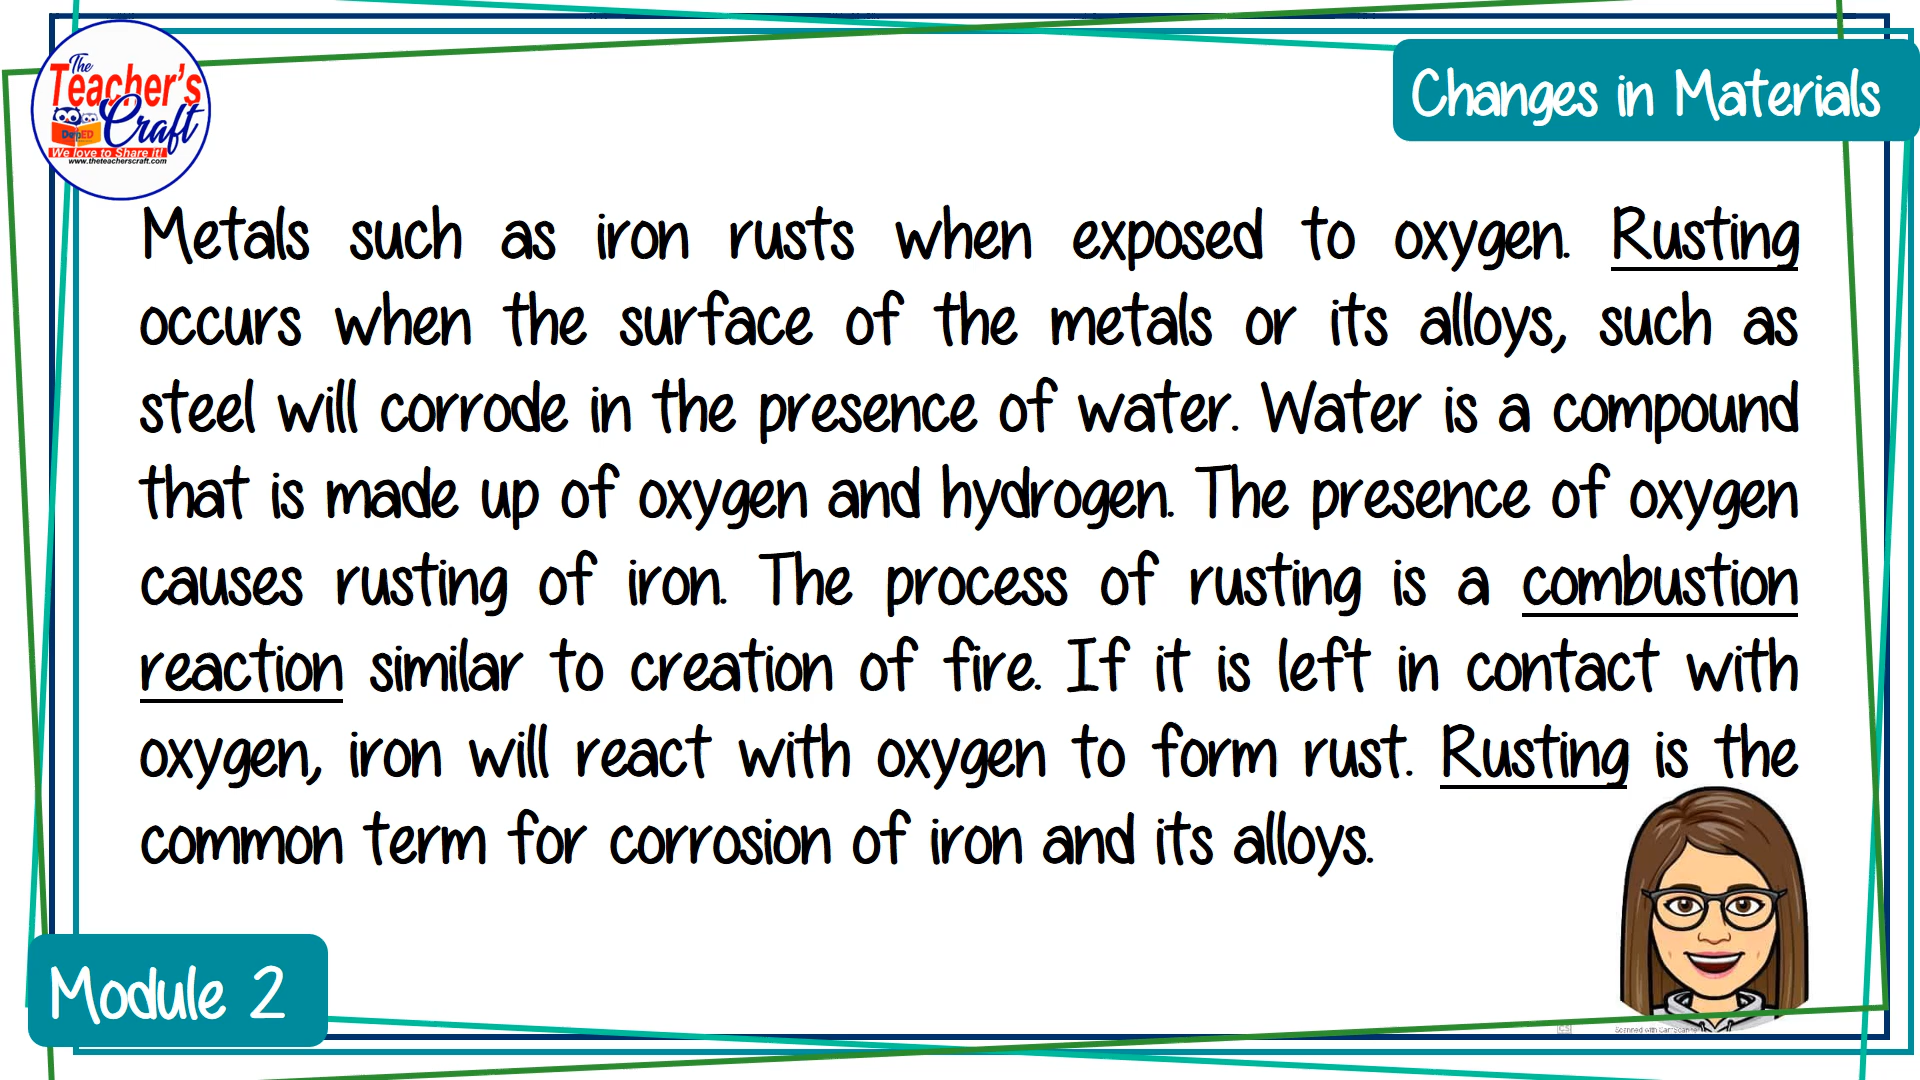 The
Teacher's
Craft
DepED
We love to Share it!
www.theteacherscraft.com
Changes in Materials
Metals such as iron rusts when exposed to oxygen. Rusting
occurs when the surface of the metals or its alloys, such as
steel will corrode in the presence of water. Water is a compound
that is made up of oxygen and hydrogen. The presence of oxygen
causes rusting of iron. The process of rusting is a combustion
reaction similar to creation of fire. If it is left in contact with
oxygen, iron will react with oxygen to form rust. Rusting is the
common term for corrosion of iron and its alloys.
Module 2
CS Scanned with CamScanner